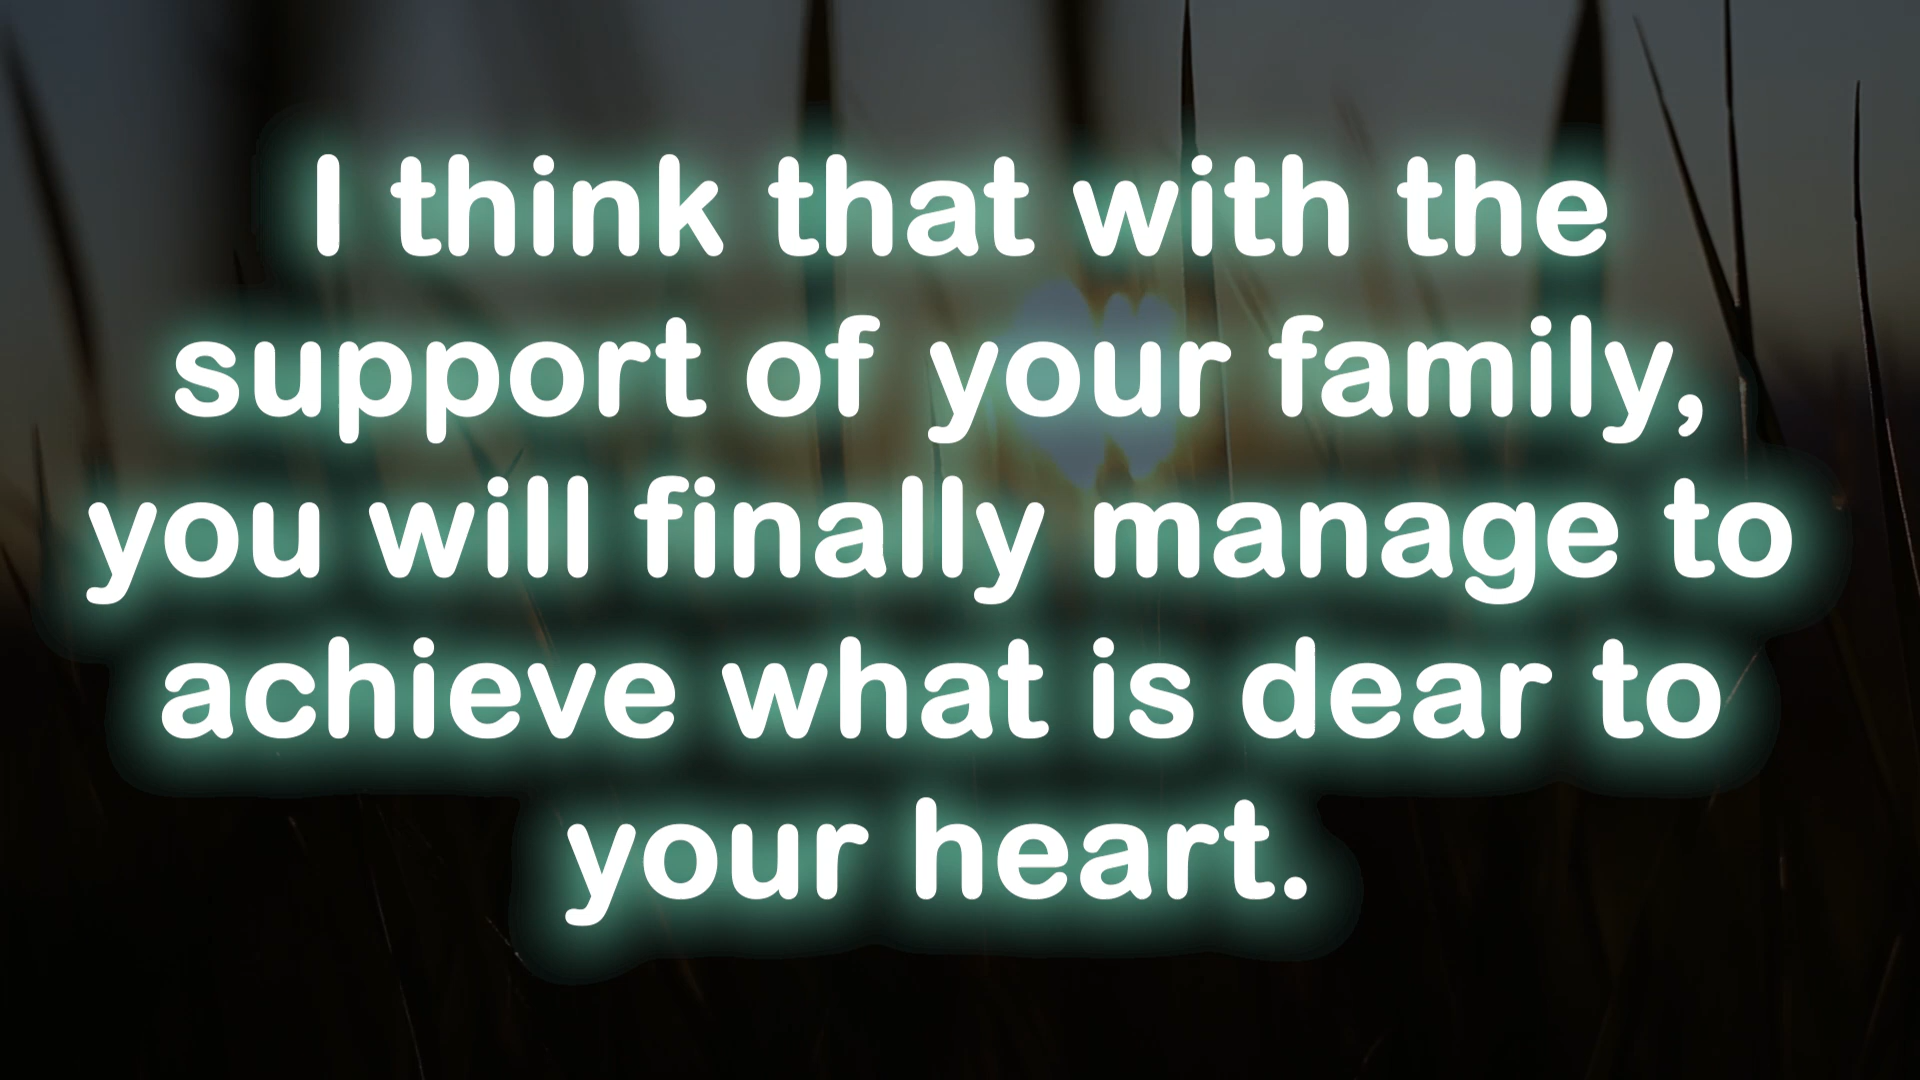 I think that with the
support of your family,
you will finally manage to
achieve what is dear to
your heart.